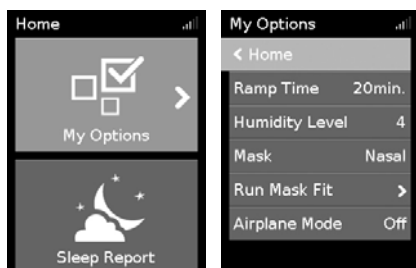 Home
My Options
Sleep Report
My Options
< Home
Ramp Time 20min.
Humidity Level 4
Mask Nasal
Run Mask Fit >
Airplane Mode Off